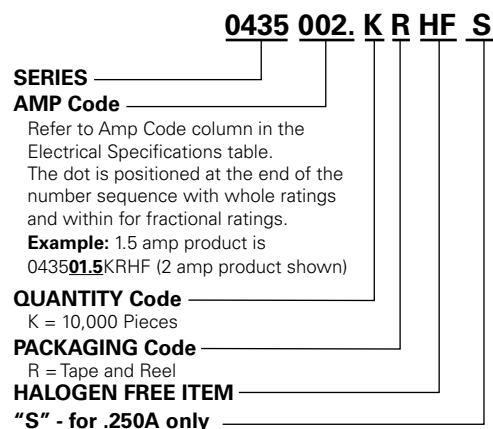 0435 002. K R HF S
SERIES
AMP Code
Refer to Amp Code column in the
Electrical Specifications table.
The dot is positioned at the end of the
number sequence with whole ratings
and within for fractional ratings.
Example: 1.5 amp product is
043501.5KRHF (2 amp product shown)
QUANTITY Code
K = 10,000 Pieces
PACKAGING Code
R = Tape and Reel
HALOGEN FREE ITEM
“S” - for .250A only